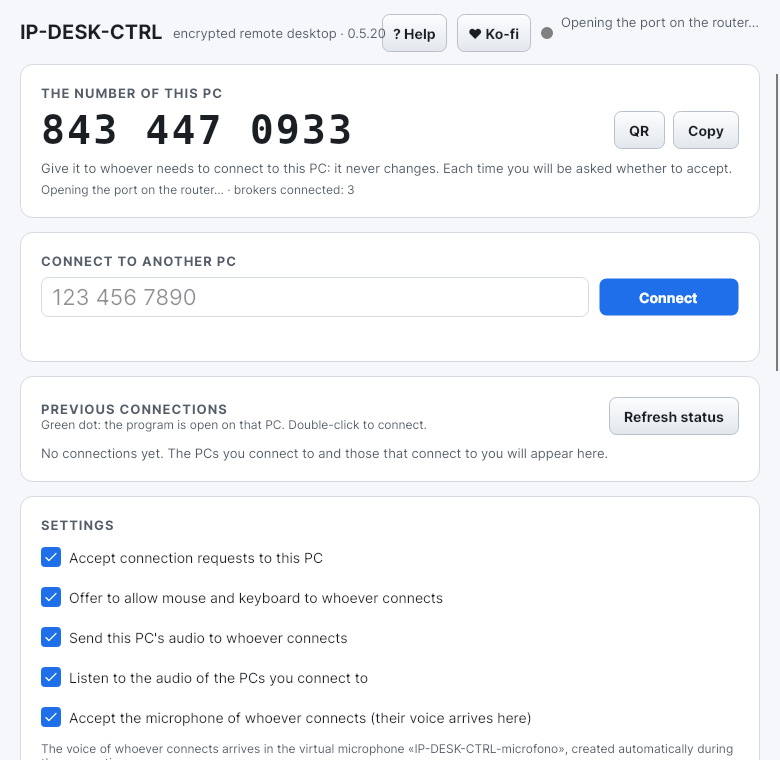 IP-DESK-CTRL encrypted remote desktop · 0.5.20 ? Help ♥ Ko-fi Opening the port on the router...
THE NUMBER OF THIS PC
843 447 0933 QR Copy
Give it to whoever needs to connect to this PC: it never changes. Each time you will be asked whether to accept.
Opening the port on the router... · brokers connected: 3
CONNECT TO ANOTHER PC
123 456 7890 Connect
PREVIOUS CONNECTIONS
Green dot: the program is open on that PC. Double-click to connect.
Refresh status
No connections yet. The PCs you connect to and those that connect to you will appear here.
SETTINGS
Accept connection requests to this PC
Offer to allow mouse and keyboard to whoever connects
Send this PC's audio to whoever connects
Listen to the audio of the PCs you connect to
Accept the microphone of whoever connects (their voice arrives here)
The voice of whoever connects arrives in the virtual microphone «IP-DESK-CTRL-microfono», created automatically during